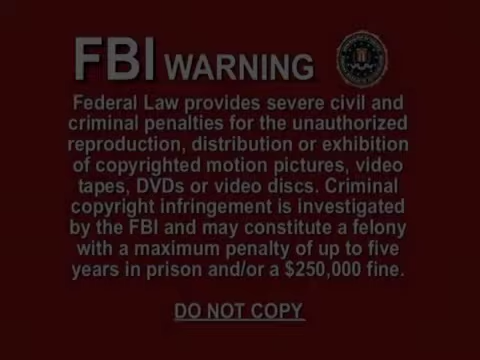 FBI WARNING
Federal Law provides severe civil and
criminal penalties for the unauthorized
reproduction, distribution or exhibition
of copyrighted motion pictures, video
tapes, DVDs or video discs. Criminal
copyright infringement is investigated
by the FBI and may constitute a felony
with a maximum penalty of up to five
years in prison and/or a $250,000 fine.
DO NOT COPY